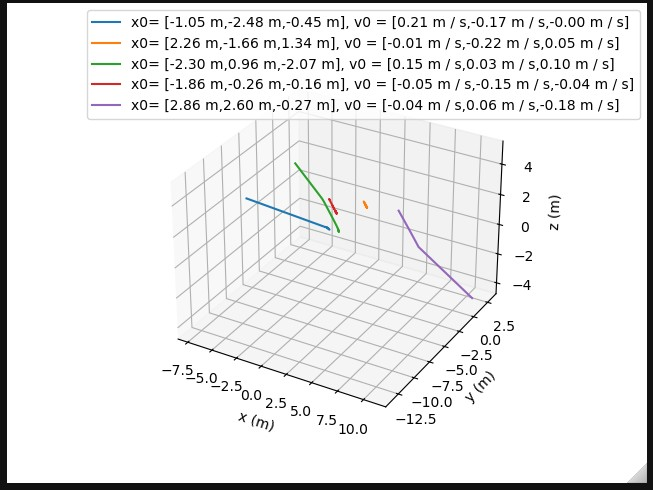 x0= [-1.05 m,-2.48 m,-0.45 m], v0 = [0.21 m / s,-0.17 m / s,-0.00 m / s]
x0= [2.26 m,-1.66 m,1.34 m], v0 = [-0.01 m / s,-0.22 m / s,0.05 m / s]
x0= [-2.30 m,0.96 m,-2.07 m], v0 = [0.15 m / s,0.03 m / s,0.10 m / s]
x0= [-1.86 m,-0.26 m,-0.16 m], v0 = [-0.05 m / s,-0.15 m / s,-0.04 m / s]
x0= [2.86 m,2.60 m,-0.27 m], v0 = [-0.04 m / s,0.06 m / s,-0.18 m / s]
4
2
0
−2
−4
z (m)
2.5
0.0
−2.5
−5.0
−7.5
−10.0
−12.5
y (m)
−7.5
−5.0
−2.5
0.0
2.5
5.0
7.5
10.0
x (m)